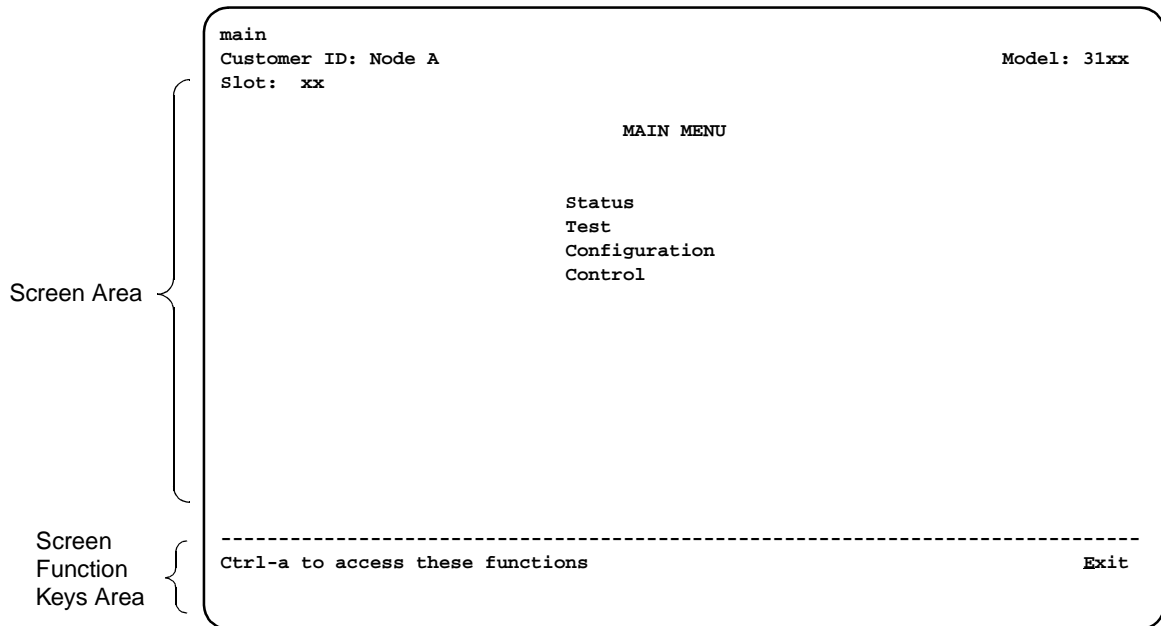 main
Customer ID: Node A Model: 31xx
Slot: xx
MAIN MENU
Status
Test
Configuration
Control
Screen Area
--------------------------------------------------------------------------------
Screen
Function
Keys Area
Ctrl-a to access these functions Exit